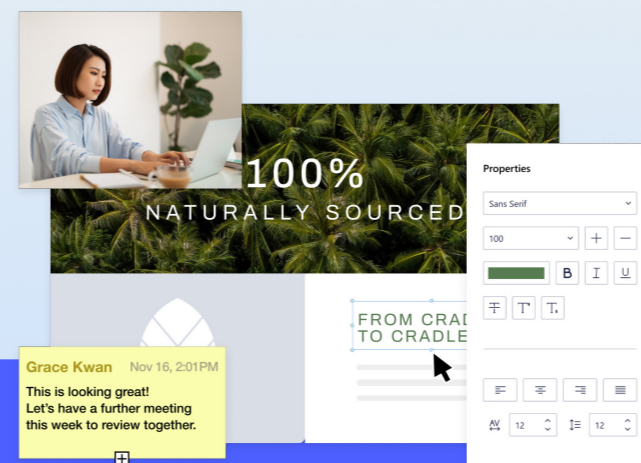 100%
NATURALLY SOURCED
Properties
Sans Serif
100
B I U
T T T
FROM CRAD
TO CRADLE
Grace Kwan Nov 16, 2:01PM
This is looking great!
Let's have a further meeting
this week to review together.
AV 12 12